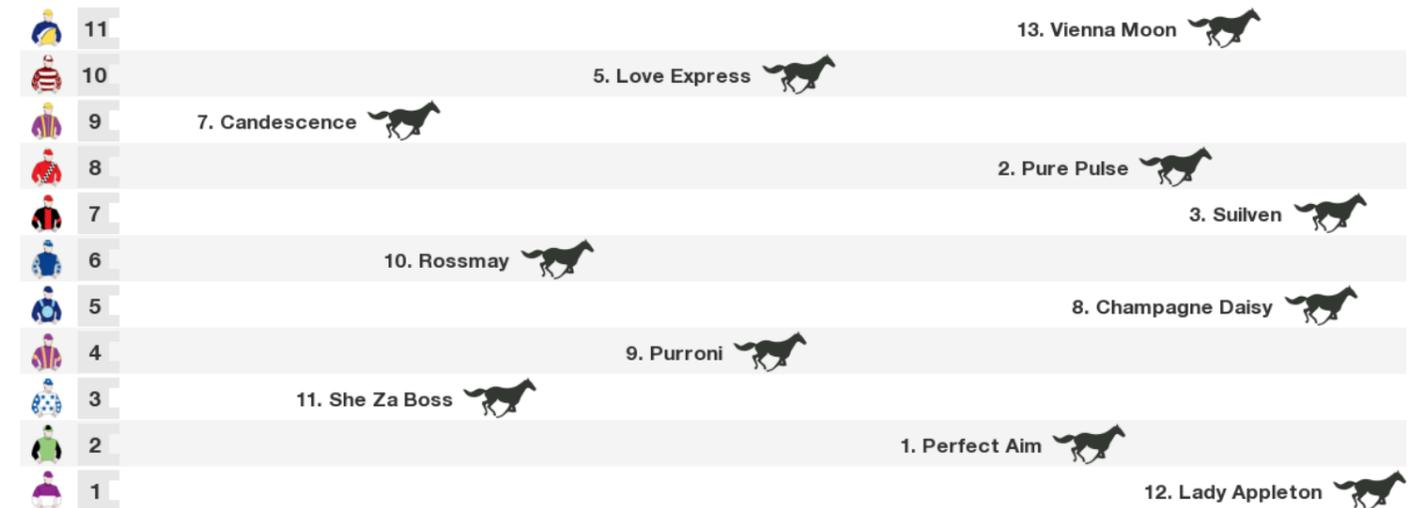 11 13. Vienna Moon
10 5. Love Express
9 7. Candescence
8 2. Pure Pulse
7 3. Suilven
6 10. Rossmay
5 8. Champagne Daisy
4 9. Purroni
3 11. She Za Boss
2 1. Perfect Aim
1 12. Lady Appleton